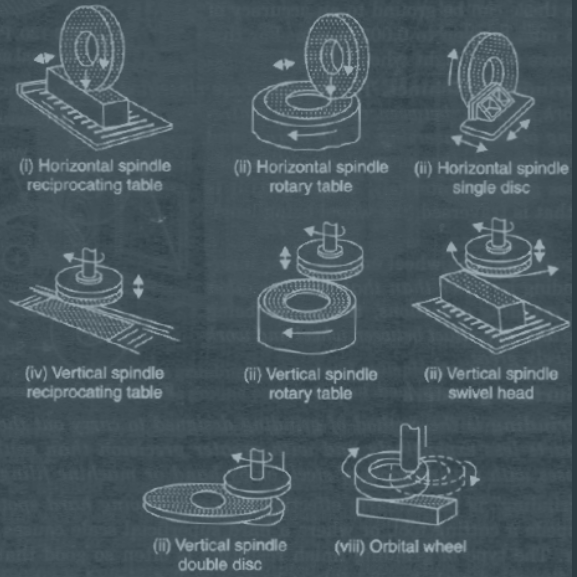 (i) Horizontal spindle
reciprocating table
(ii) Horizontal spindle
rotary table
(ii) Horizontal spindle
single disc
(iv) Vertical spindle
reciprocating table
(ii) Vertical spindle
rotary table
(ii) Vertical spindle
swivel head
(ii) Vertical spindle
double disc
(viii) Orbital wheel